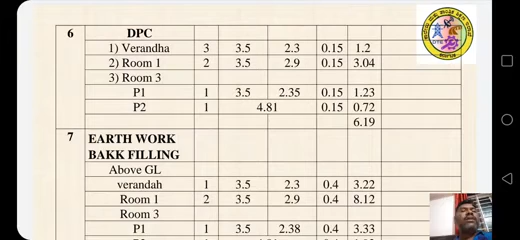 6 DPC
1) Verandha 3 3.5 2.3 0.15 1.2
2) Room 1 2 3.5 2.9 0.15 3.04
3) Room 3
P1 1 3.5 2.35 0.15 1.23
P2 1 4.81 0.15 0.72
6.19
7 EARTH WORK
BAKK FILLING
Above GL
verandah 1 3.5 2.3 0.4 3.22
Room 1 2 3.5 2.9 0.4 8.12
Room 3
P1 1 3.5 2.38 0.4 3.33